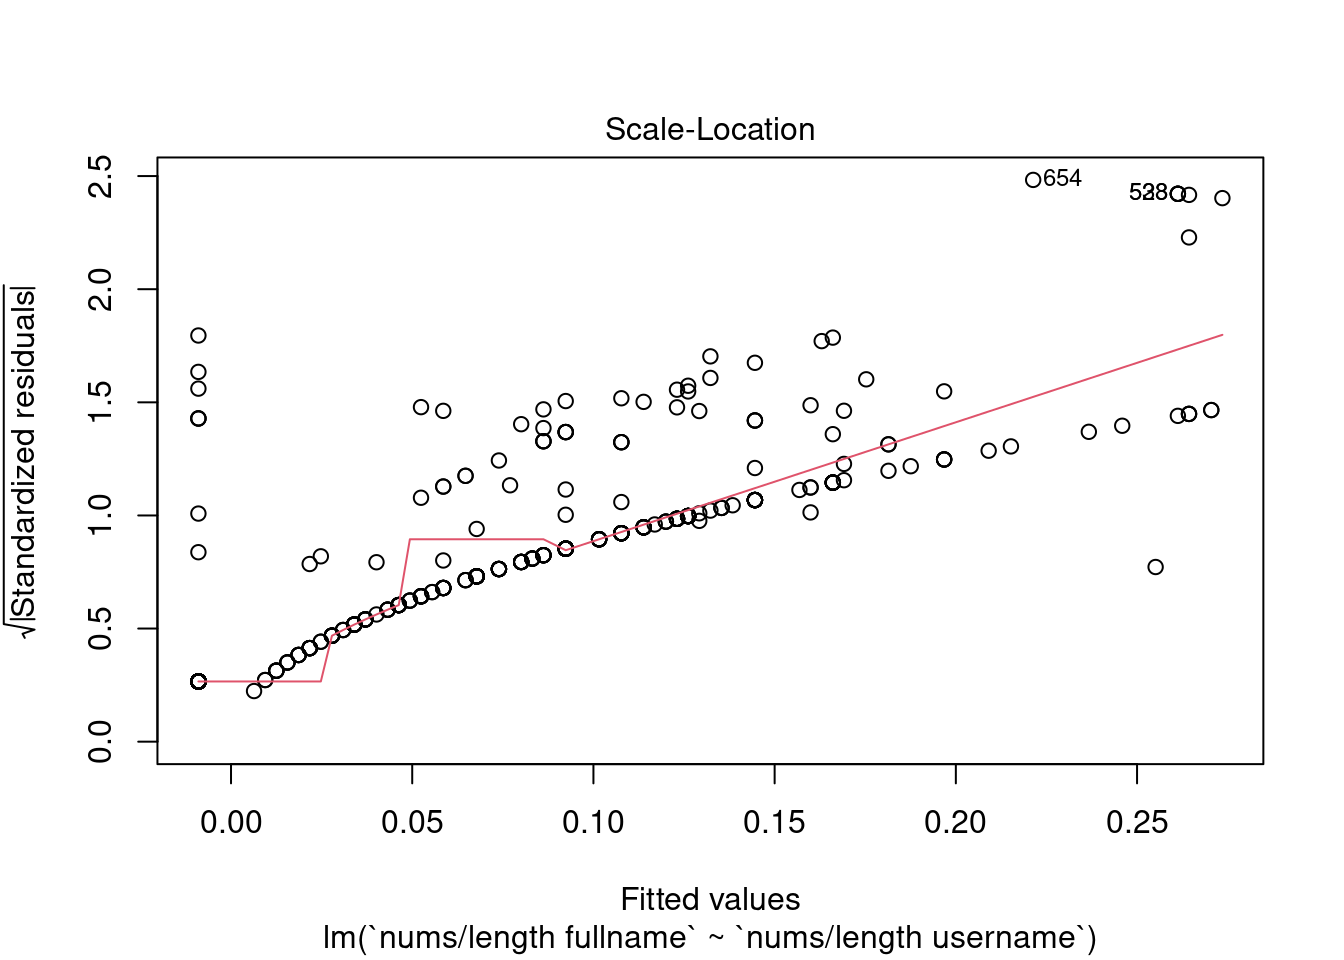 Scale-Location
√|Standardized residuals|
2.5
2.0
1.5
1.0
0.5
0.0
654
0.00 0.05 0.10 0.15 0.20 0.25
Fitted values
lm(`nums/length fullname` ~ `nums/length username`)